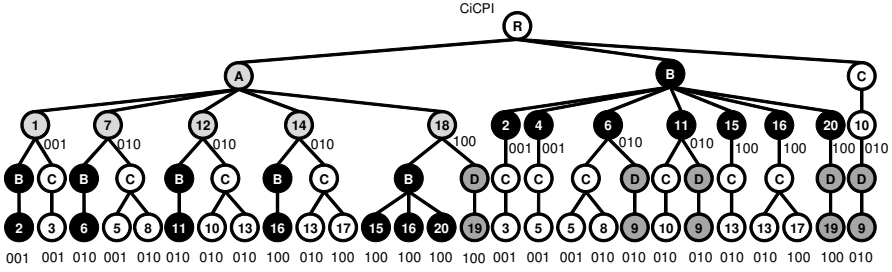 CiCPI
R
A B C
1 7 12 14 18 2 4 6 11 15 16 20 10
001 010 010 010 100 001 001 010 010 100 100 100 010
B C B C B C B C B D C C C D C D C C D D
2 3 6 5 8 11 10 13 16 13 17 15 16 20 19 3 5 5 8 9 10 9 13 13 17 19 9
001 001 010 010 010 010 010 010 100 010 100 100 100 100 100 001 001 001 010 010 010 010 010 010 100 100 010